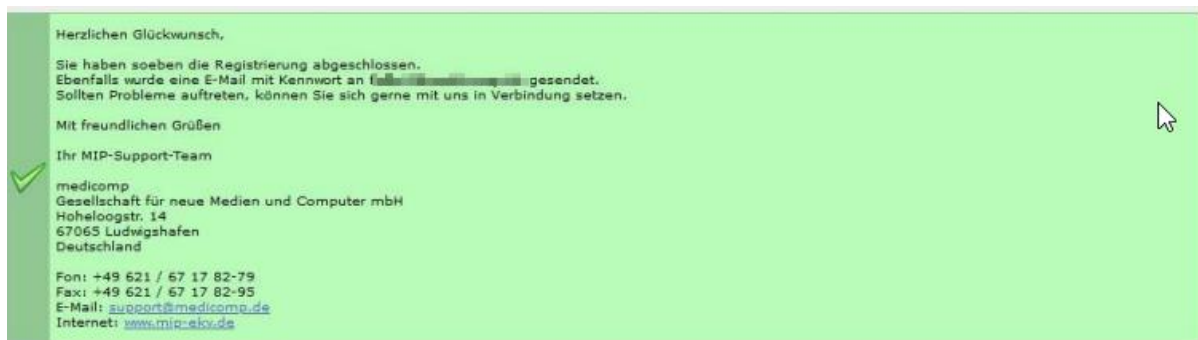 Herzlichen Glückwunsch,
Sie haben soeben die Registrierung abgeschlossen.
Ebenfalls wurde eine E-Mail mit Kennwort an gesendet.
Sollten Probleme auftreten, können Sie sich gerne mit uns in Verbindung setzen.
Mit freundlichen Grüßen
Ihr MIP-Support-Team
medicomp
Gesellschaft für neue Medien und Computer mbH
Hoheloogstr. 14
67065 Ludwigshafen
Deutschland
Fon: +49 621 / 67 17 82-79
Fax: +49 621 / 67 17 82-95
E-Mail: support@medicomp.de
Internet: www.mip-ekv.de